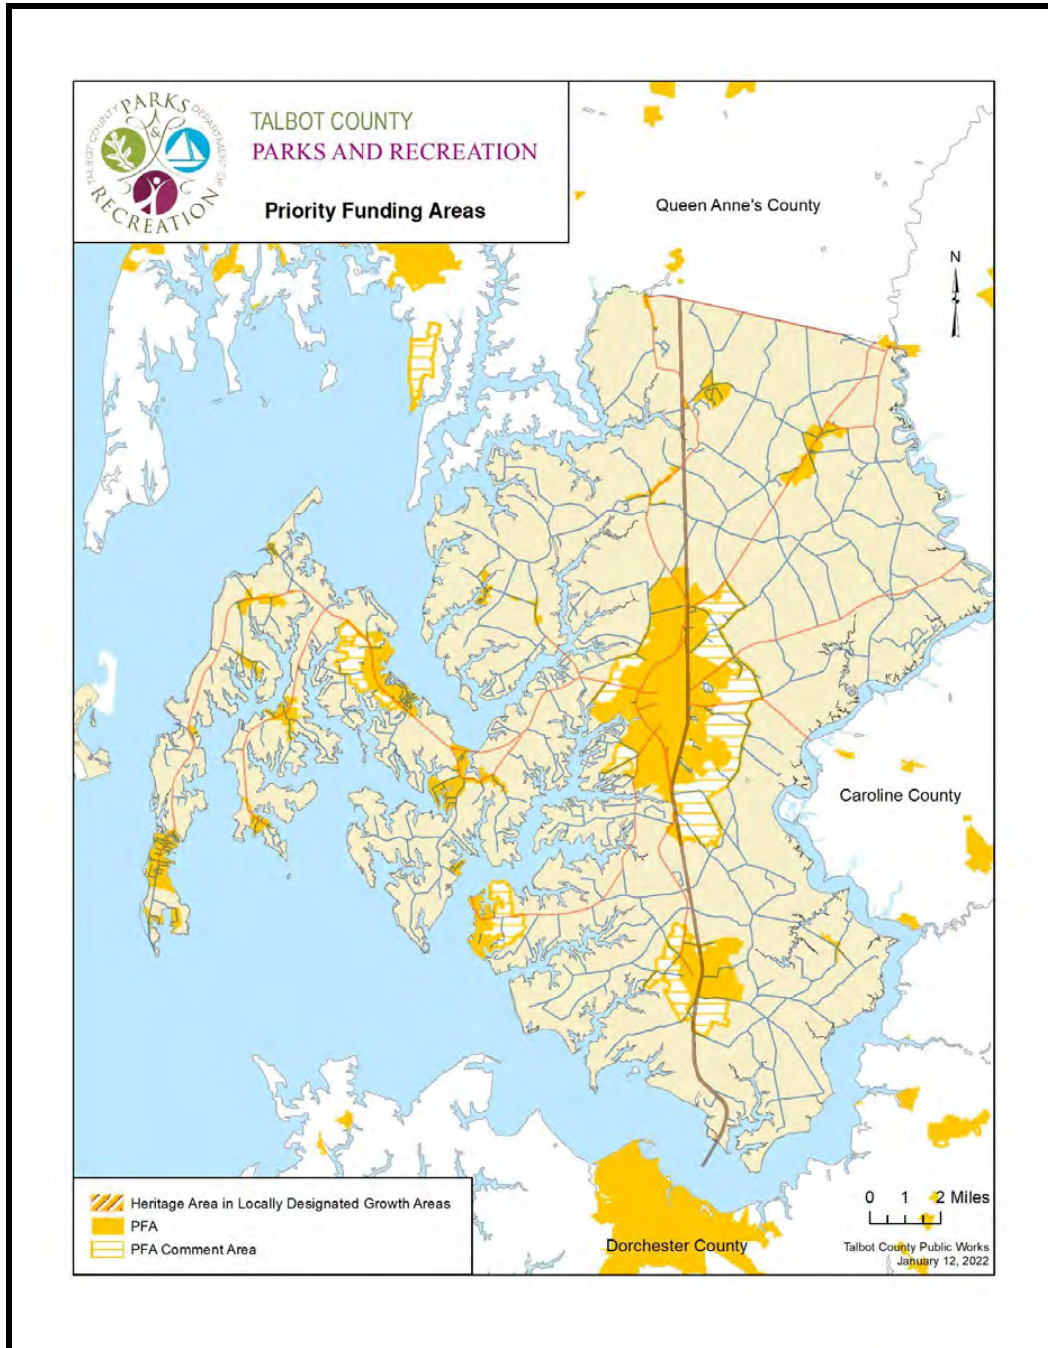 TALBOT COUNTY PARKS DEPARTMENT OF
&
RECREATION
TALBOT COUNTY
PARKS AND RECREATION
Priority Funding Areas
Queen Anne's County
N
Caroline County
Dorchester County
Heritage Area in Locally Designated Growth Areas
PFA
PFA Comment Area
0 1 2 Miles
Talbot County Public Works
January 12, 2022